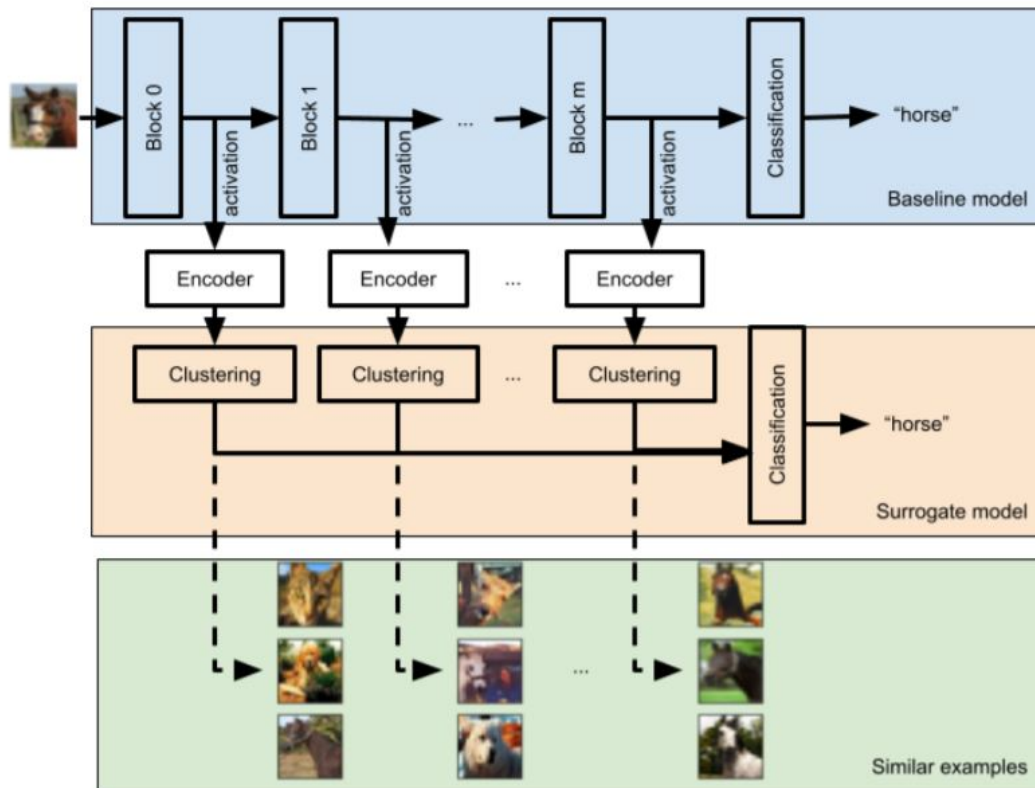 Block 0
activation
Block 1
activation
...
Block m
activation
Classification
“horse”
Baseline model
Encoder
Encoder
...
Encoder
Clustering
Clustering
...
Clustering
Classification
“horse”
Surrogate model
...
Similar examples